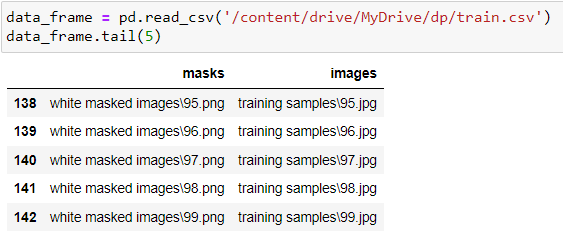 data_frame = pd.read_csv('/content/drive/MyDrive/dp/train.csv')
data_frame.tail(5)
masks images
138 white masked images\95.png training samples\95.jpg
139 white masked images\96.png training samples\96.jpg
140 white masked images\97.png training samples\97.jpg
141 white masked images\98.png training samples\98.jpg
142 white masked images\99.png training samples\99.jpg